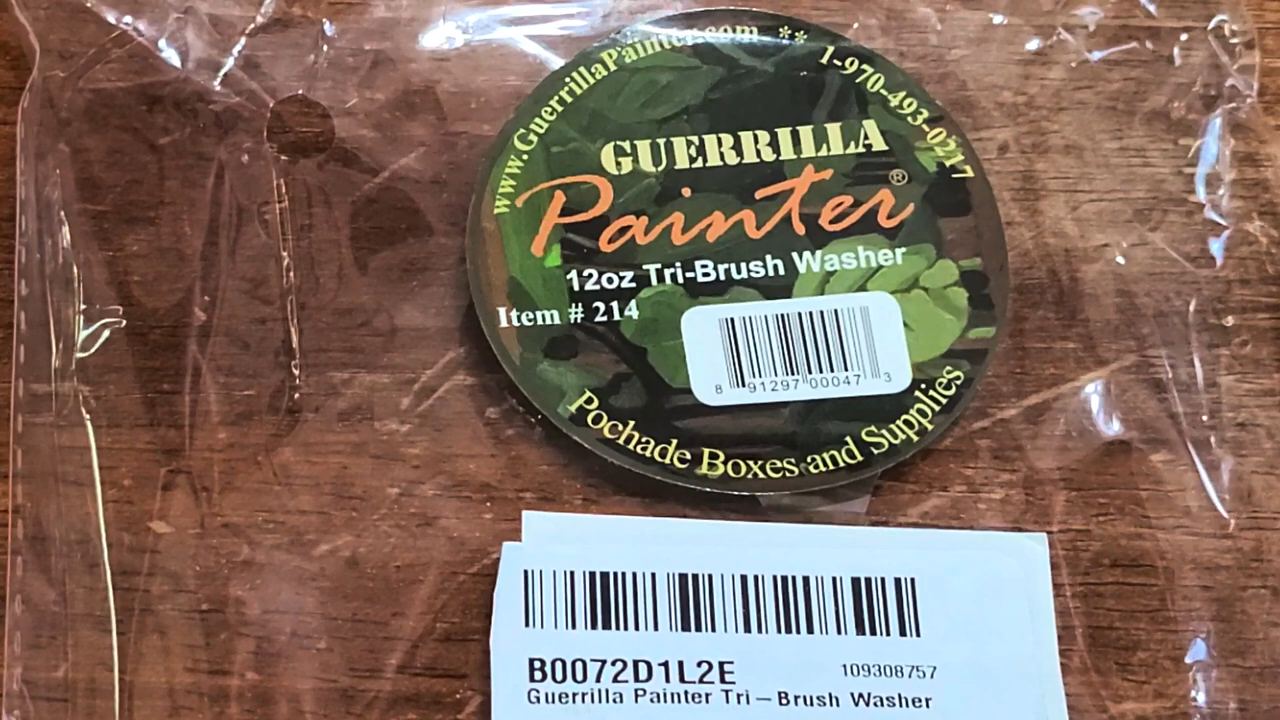 www.GuerrillaPainter.com ** 1-970-493-0217
GUERRILLA
Painter®
12oz Tri-Brush Washer
Item # 214
8 91297 00047 3
Pochade Boxes and Supplies
B0072D1L2E 109308757
Guerrilla Painter Tri-Brush Washer